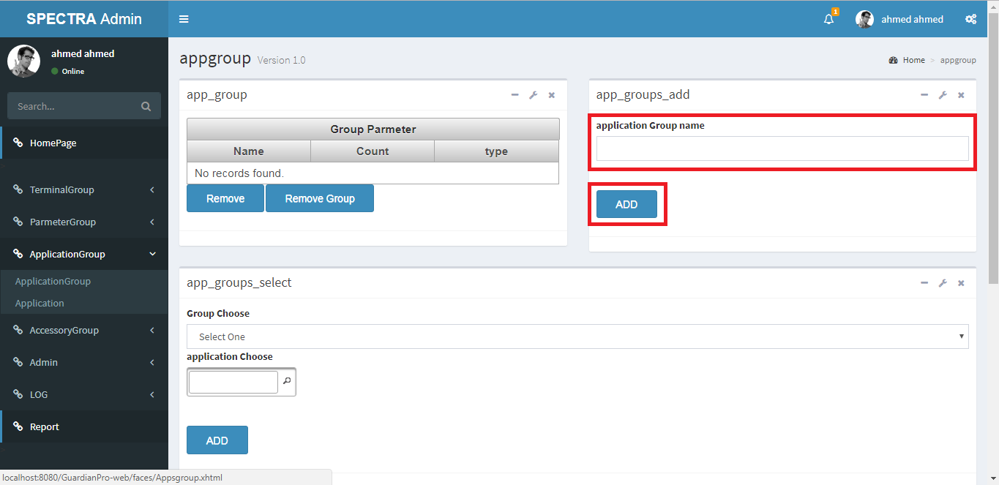 SPECTRA Admin
1
ahmed ahmed
ahmed ahmed
Online
Search...
HomePage
TerminalGroup
ParmeterGroup
ApplicationGroup
ApplicationGroup
Application
AccessoryGroup
Admin
LOG
Report
appgroup Version 1.0
Home > appgroup
app_group
Group Parmeter
Name Count type
No records found.
Remove Remove Group
app_groups_add
application Group name
ADD
app_groups_select
Group Choose
Select One
application Choose
ADD
localhost:8080/GuardianPro-web/faces/Appsgroup.xhtml